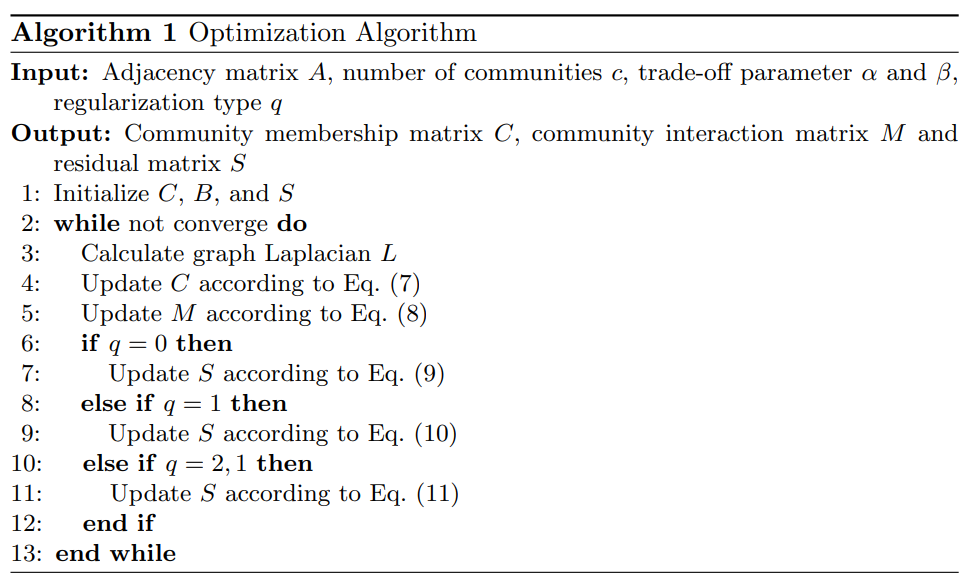 Algorithm 1 Optimization Algorithm
Input: Adjacency matrix A, number of communities c, trade-off parameter α and β,
regularization type q
Output: Community membership matrix C, community interaction matrix M and
residual matrix S
1: Initialize C, B, and S
2: while not converge do
3: Calculate graph Laplacian L
4: Update C according to Eq. (7)
5: Update M according to Eq. (8)
6: if q = 0 then
7: Update S according to Eq. (9)
8: else if q = 1 then
9: Update S according to Eq. (10)
10: else if q = 2, 1 then
11: Update S according to Eq. (11)
12: end if
13: end while